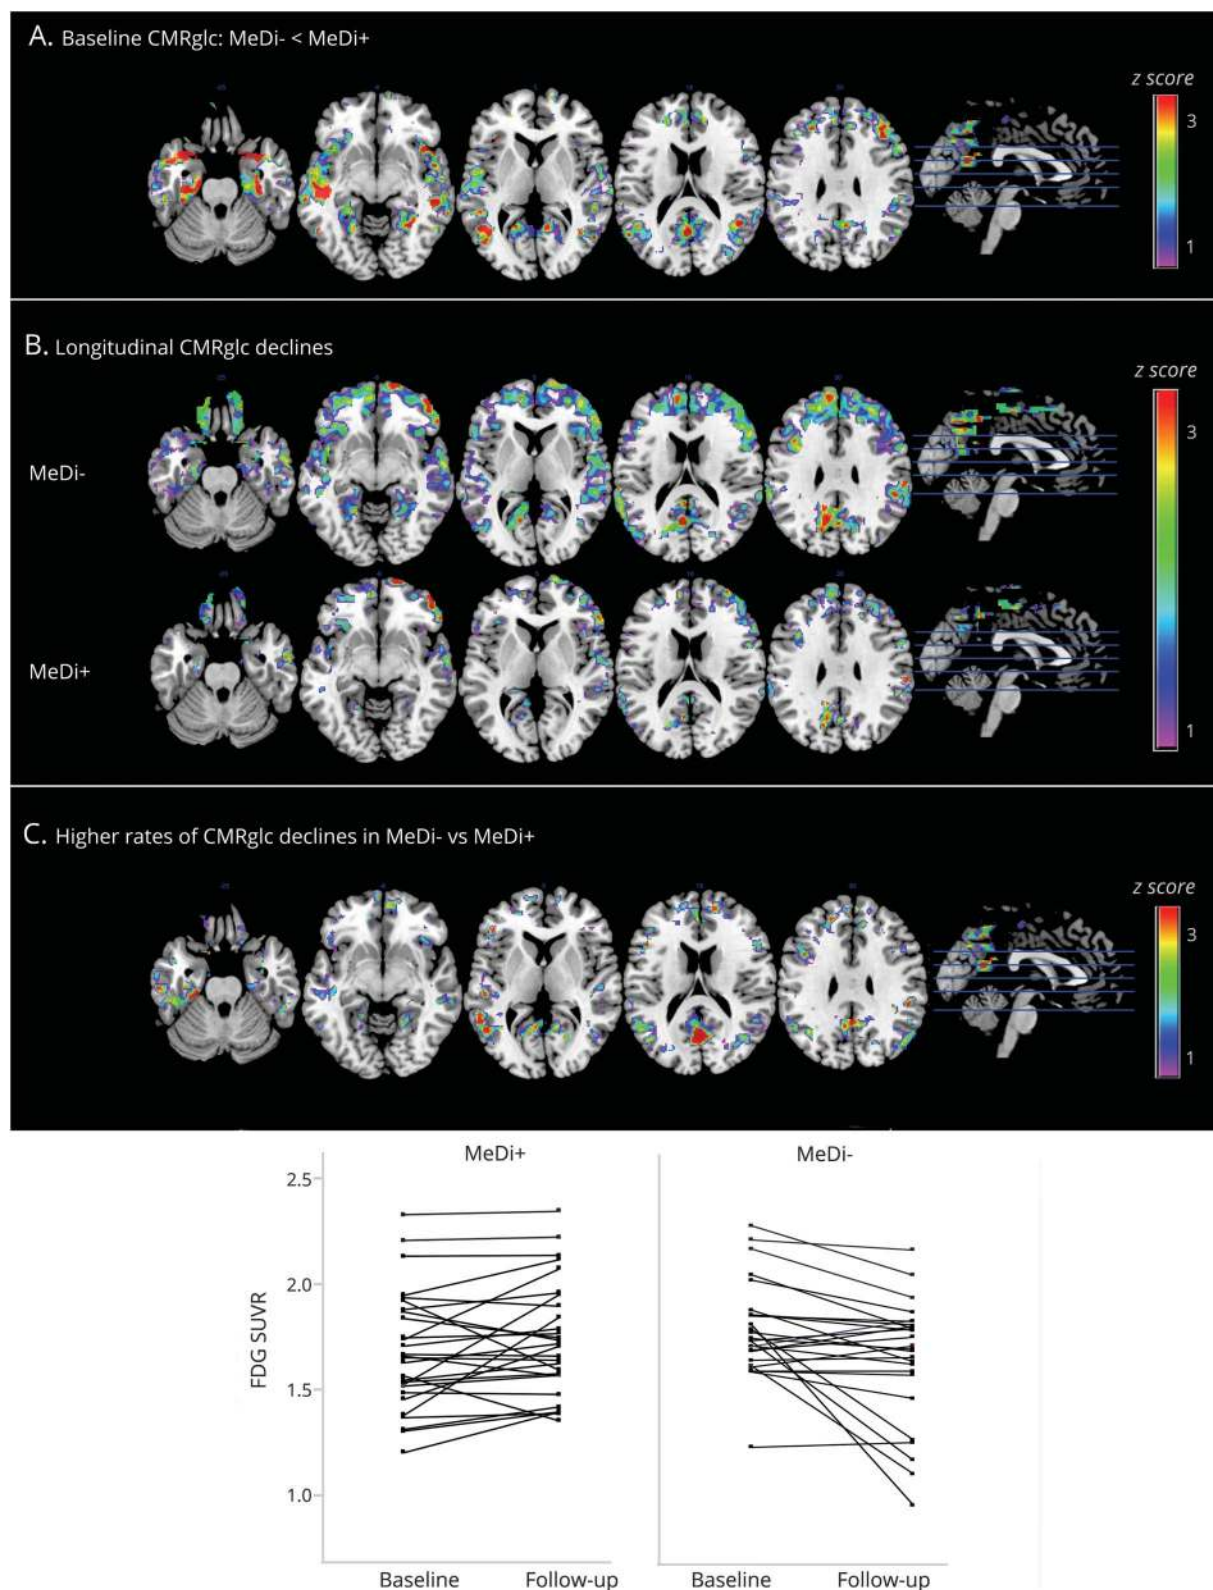 A. Baseline CMRglc: MeDi- < MeDi+
z score
3
1
B. Longitudinal CMRglc declines
z score
3
MeDi-
MeDi+
1
C. Higher rates of CMRglc declines in MeDi- vs MeDi+
z score
3
1
MeDi+ MeDi-
2.5
2.0
FDG SUVR
1.5
1.0
Baseline Follow-up Baseline Follow-up